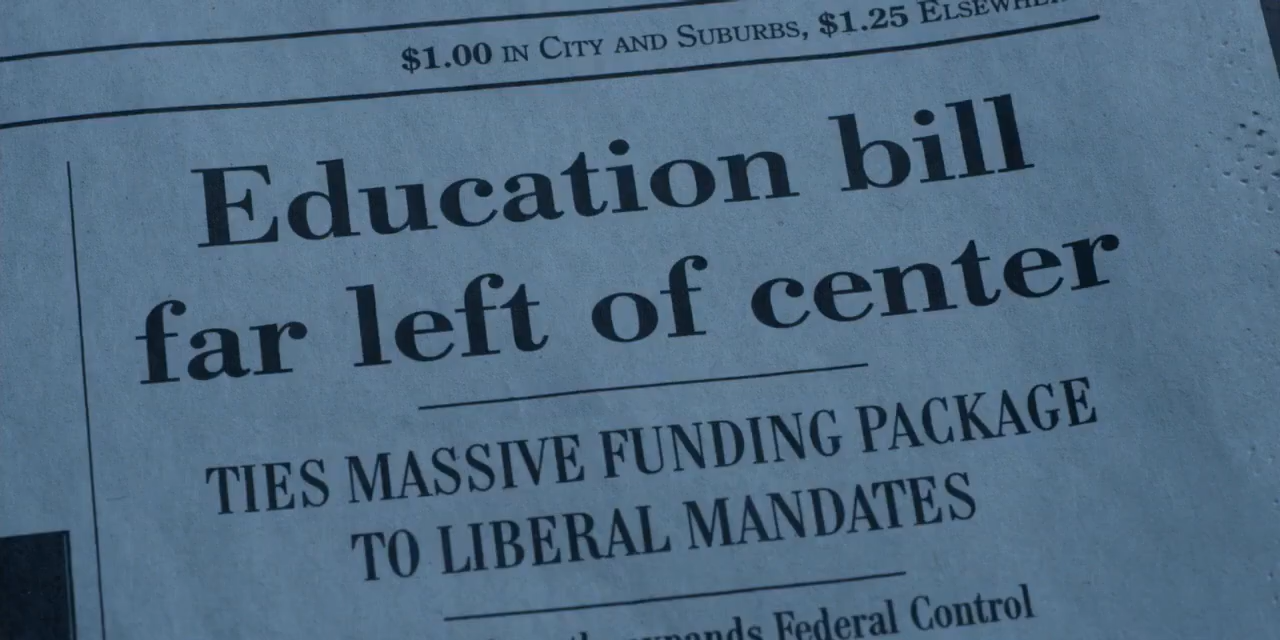 $1.00 IN CITY AND SUBURBS, $1.25 ELSEWHERE
Education bill
far left of center
TIES MASSIVE FUNDING PACKAGE
TO LIBERAL MANDATES
Federal Control